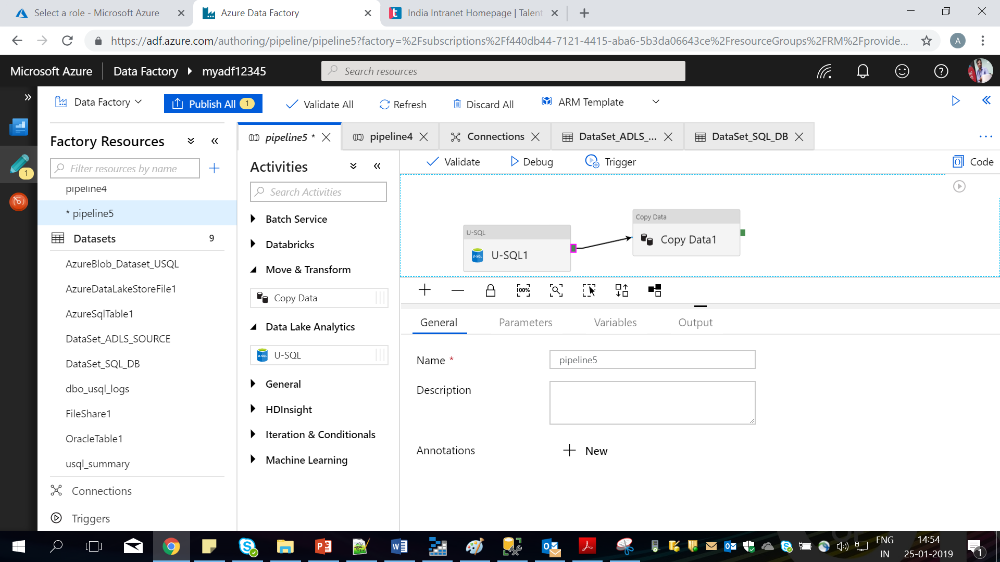 Select a role - Microsoft Azure
Azure Data Factory
India Intranet Homepage | Talent
https://adf.azure.com/authoring/pipeline/pipeline5?factory=%2Fsubscriptions%2Ff440db44-7121-4415-aba6-5b3da06643ce%2FresourceGroups%2FRM%2Fprovide...
A
Microsoft Azure
Data Factory
myadf12345
Search resources
Data Factory
Publish All 1
Validate All
Refresh
Discard All
ARM Template
Factory Resources
Filter resources by name
1
pipeline4
* pipeline5
Datasets 9
AzureBlob_Dataset_USQL
AzureDataLakeStoreFile1
AzureSqlTable1
DataSet_ADLS_SOURCE
DataSet_SQL_DB
dbo_usql_logs
FileShare1
OracleTable1
usql_summary
Connections
Triggers
pipeline5 *
pipeline4
Connections
DataSet_ADLS_...
DataSet_SQL_DB
Activities
Search Activities
Batch Service
Databricks
Move & Transform
Copy Data
Data Lake Analytics
U-SQL
General
HDInsight
Iteration & Conditionals
Machine Learning
Validate
Debug
Trigger
Code
U-SQL
U-SQL1
Copy Data
Copy Data1
100%
General
Parameters
Variables
Output
Name *
pipeline5
Description
Annotations
New
ENG
IN
14:54
25-01-2019
1